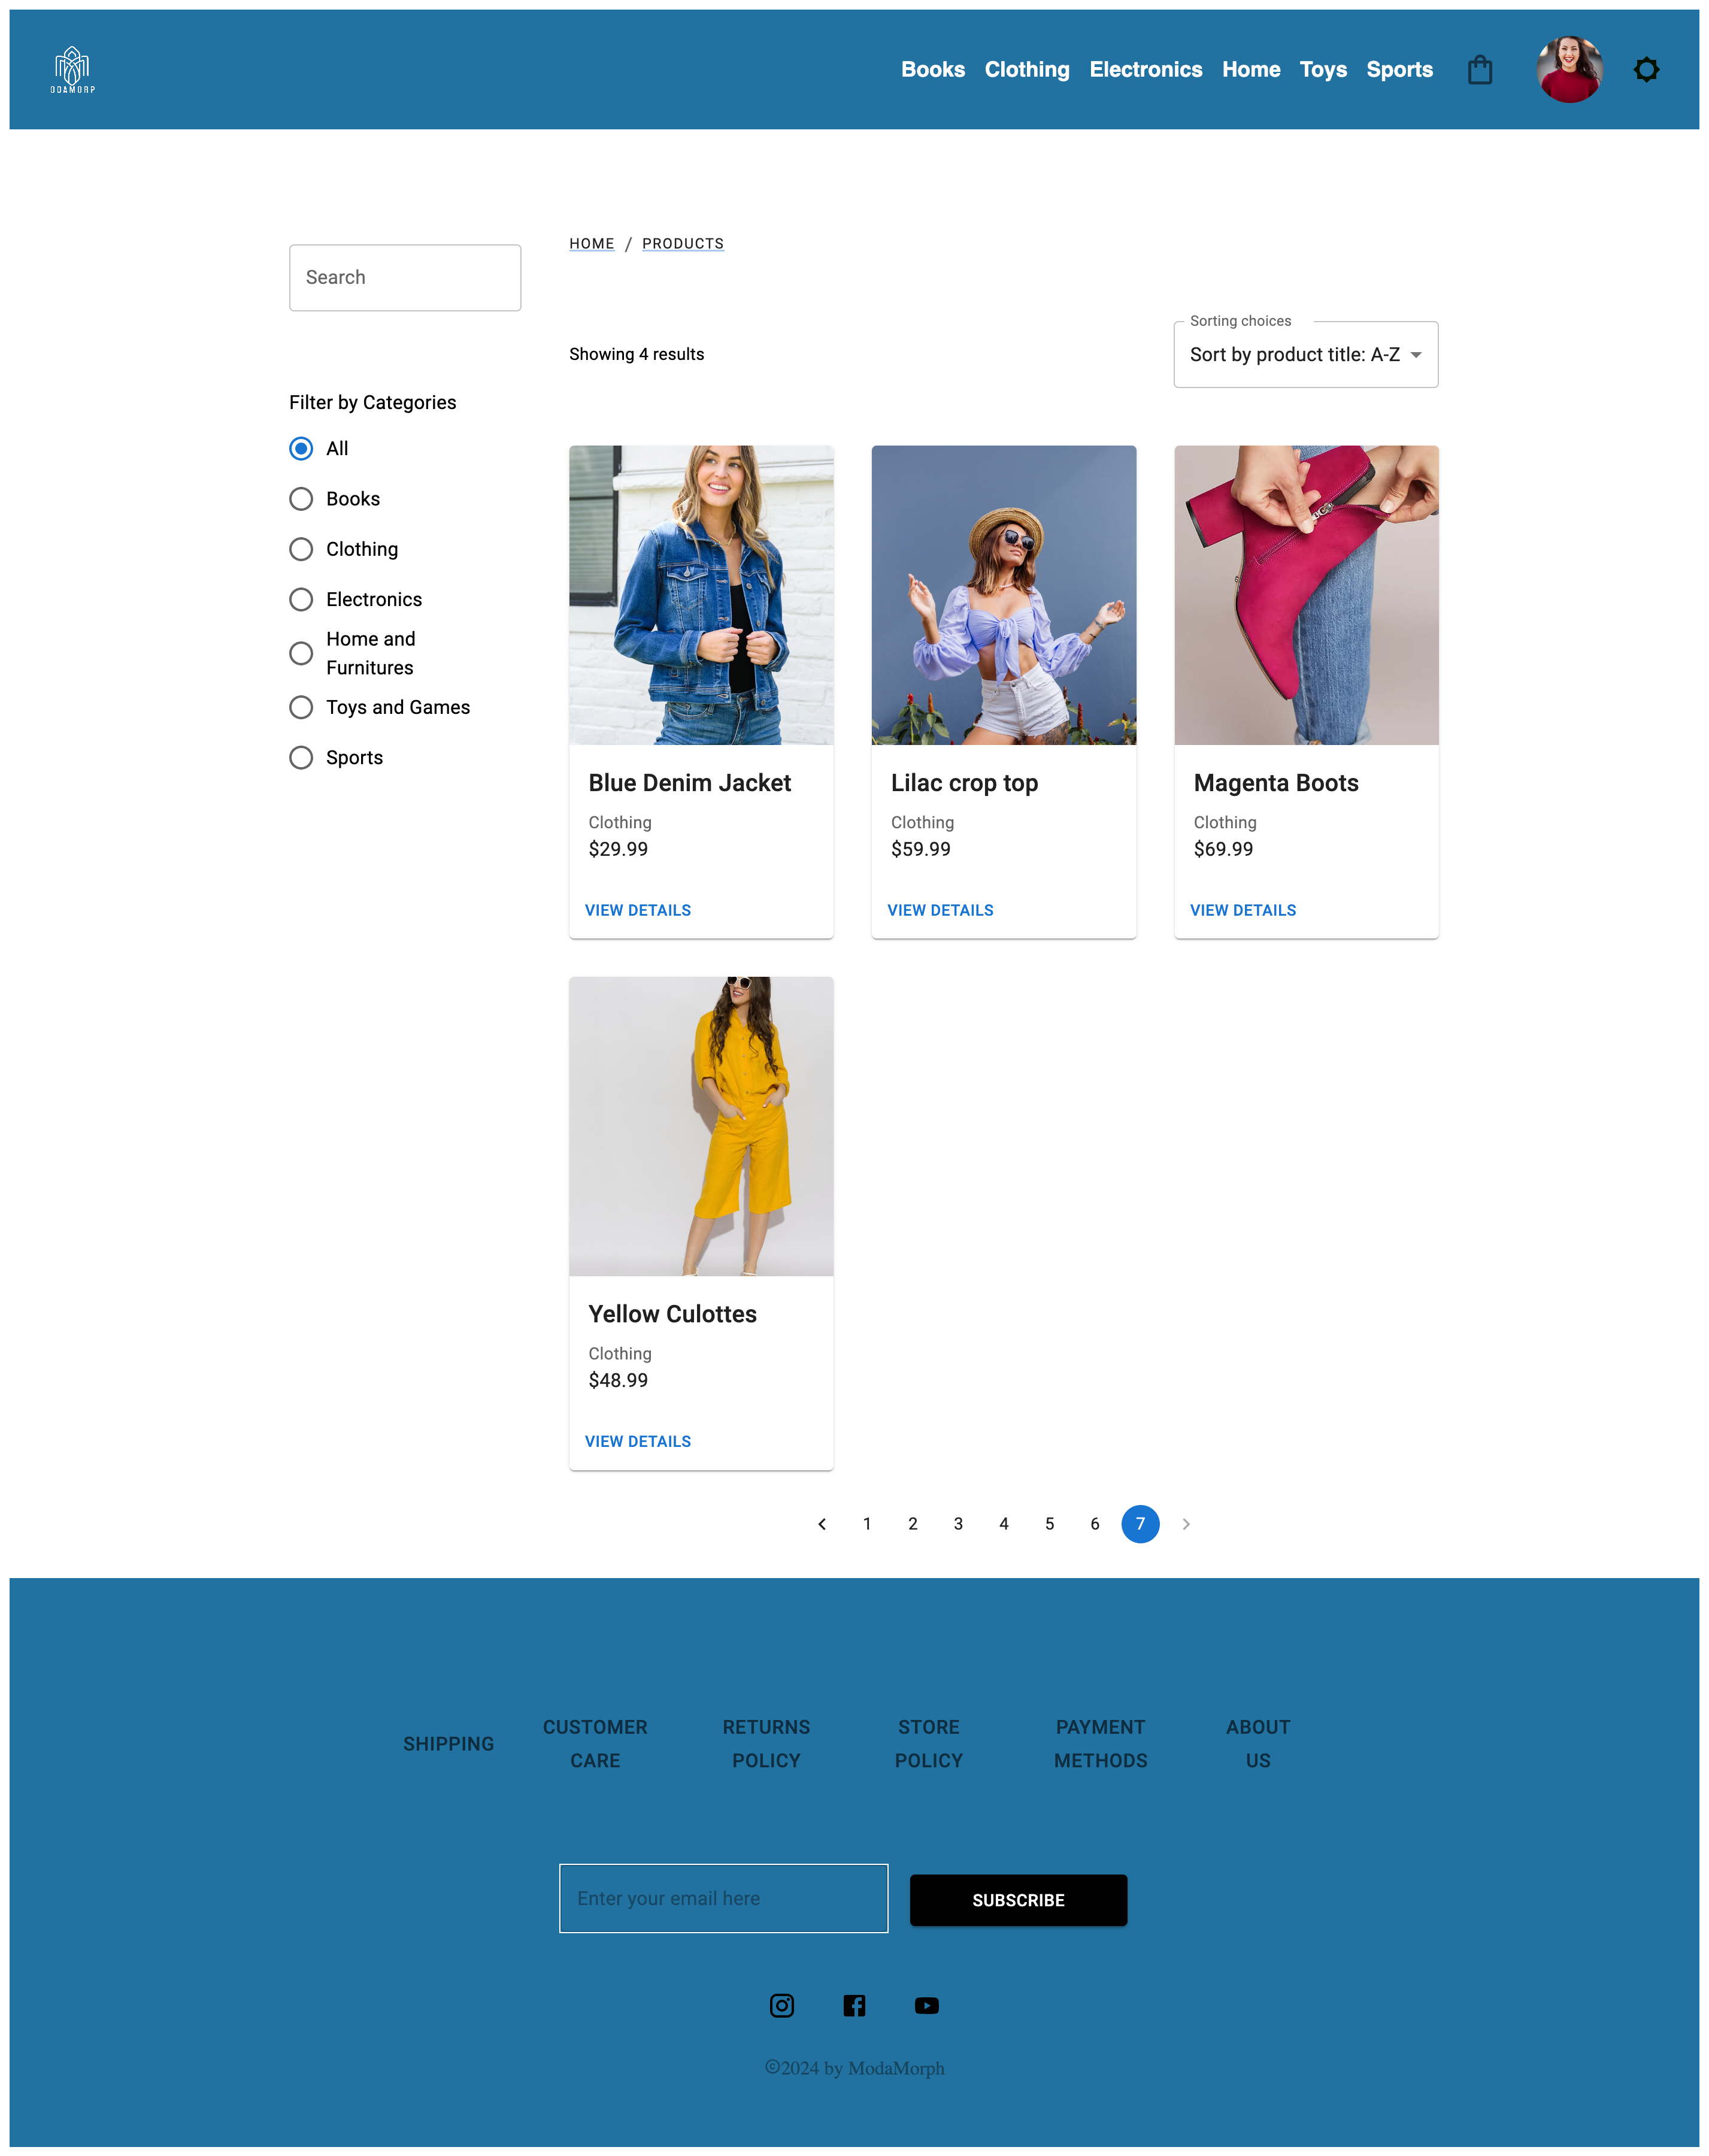 ODAMORP
Books Clothing Electronics Home Toys Sports
HOME / PRODUCTS
Search
Sorting choices
Showing 4 results
Sort by product title: A-Z
Filter by Categories
All
Books
Clothing
Electronics
Home and
Furnitures
Toys and Games
Sports
Blue Denim Jacket
Clothing
$29.99
VIEW DETAILS
Lilac crop top
Clothing
$59.99
VIEW DETAILS
Magenta Boots
Clothing
$69.99
VIEW DETAILS
Yellow Culottes
Clothing
$48.99
VIEW DETAILS
1 2 3 4 5 6 7
SHIPPING
CUSTOMER
CARE
RETURNS
POLICY
STORE
POLICY
PAYMENT
METHODS
ABOUT
US
Enter your email here
SUBSCRIBE
©2024 by ModaMorph